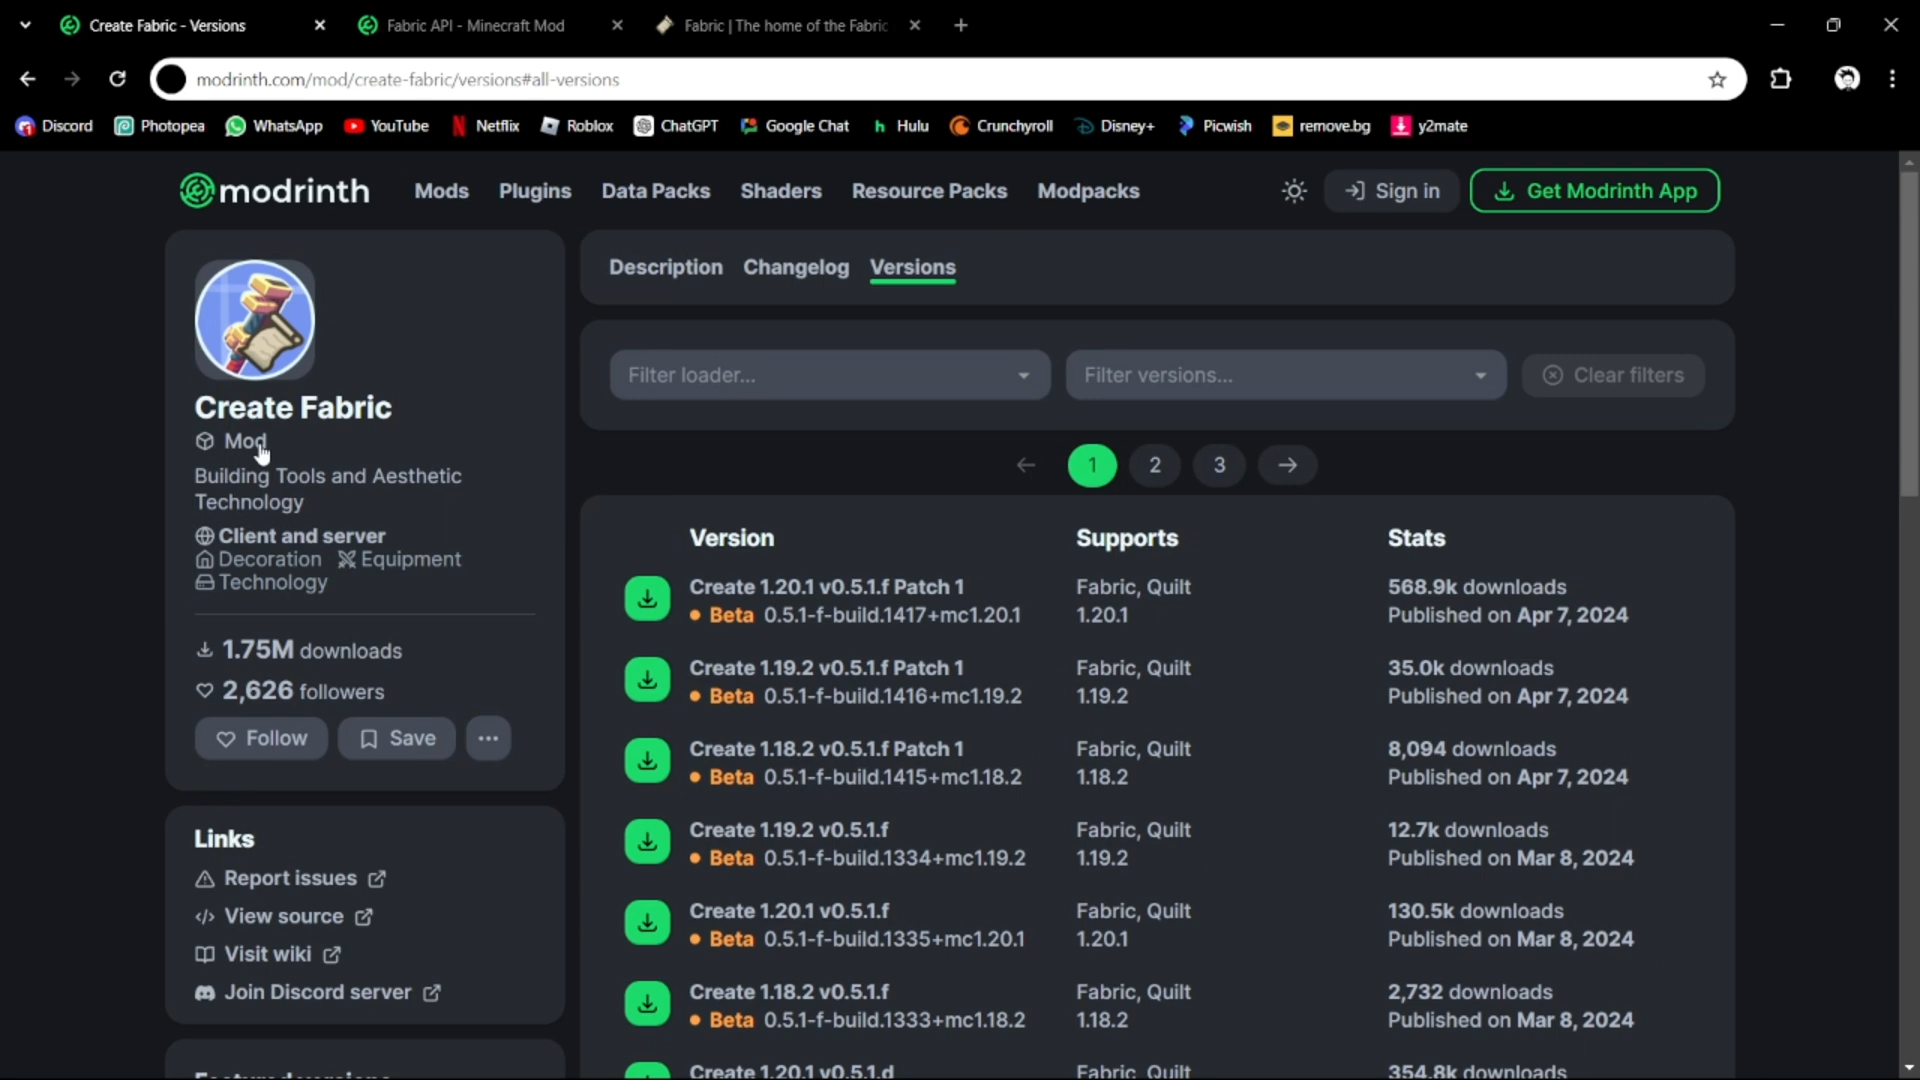 Create Fabric - Versions
Fabric API - Minecraft Mod
Fabric | The home of the Fabric
modrinth.com/mod/create-fabric/versions#all-versions
Discord
Photopea
WhatsApp
YouTube
Netflix
Roblox
ChatGPT
Google Chat
Hulu
Crunchyroll
Disney+
Picwish
remove.bg
y2mate
modrinth
Mods
Plugins
Data Packs
Shaders
Resource Packs
Modpacks
Sign in
Get Modrinth App
Create Fabric
Mod
Building Tools and Aesthetic
Technology
Client and server
Decoration Equipment
Technology
1.75M downloads
2,626 followers
Follow
Save
Links
Report issues
View source
Visit wiki
Join Discord server
Description
Changelog
Versions
Filter loader...
Filter versions...
Clear filters
1
2
3
Version
Supports
Stats
Create 1.20.1 v0.5.1.f Patch 1
Fabric, Quilt
568.9k downloads
Beta 0.5.1-f-build.1417+mc1.20.1
1.20.1
Published on Apr 7, 2024
Create 1.19.2 v0.5.1.f Patch 1
Fabric, Quilt
35.0k downloads
Beta 0.5.1-f-build.1416+mc1.19.2
1.19.2
Published on Apr 7, 2024
Create 1.18.2 v0.5.1.f Patch 1
Fabric, Quilt
8,094 downloads
Beta 0.5.1-f-build.1415+mc1.18.2
1.18.2
Published on Apr 7, 2024
Create 1.19.2 v0.5.1.f
Fabric, Quilt
12.7k downloads
Beta 0.5.1-f-build.1334+mc1.19.2
1.19.2
Published on Mar 8, 2024
Create 1.20.1 v0.5.1.f
Fabric, Quilt
130.5k downloads
Beta 0.5.1-f-build.1335+mc1.20.1
1.20.1
Published on Mar 8, 2024
Create 1.18.2 v0.5.1.f
Fabric, Quilt
2,732 downloads
Beta 0.5.1-f-build.1333+mc1.18.2
1.18.2
Published on Mar 8, 2024
Create 1.20.1 v0.5.1.d
Fabric, Quilt
354.8k downloads